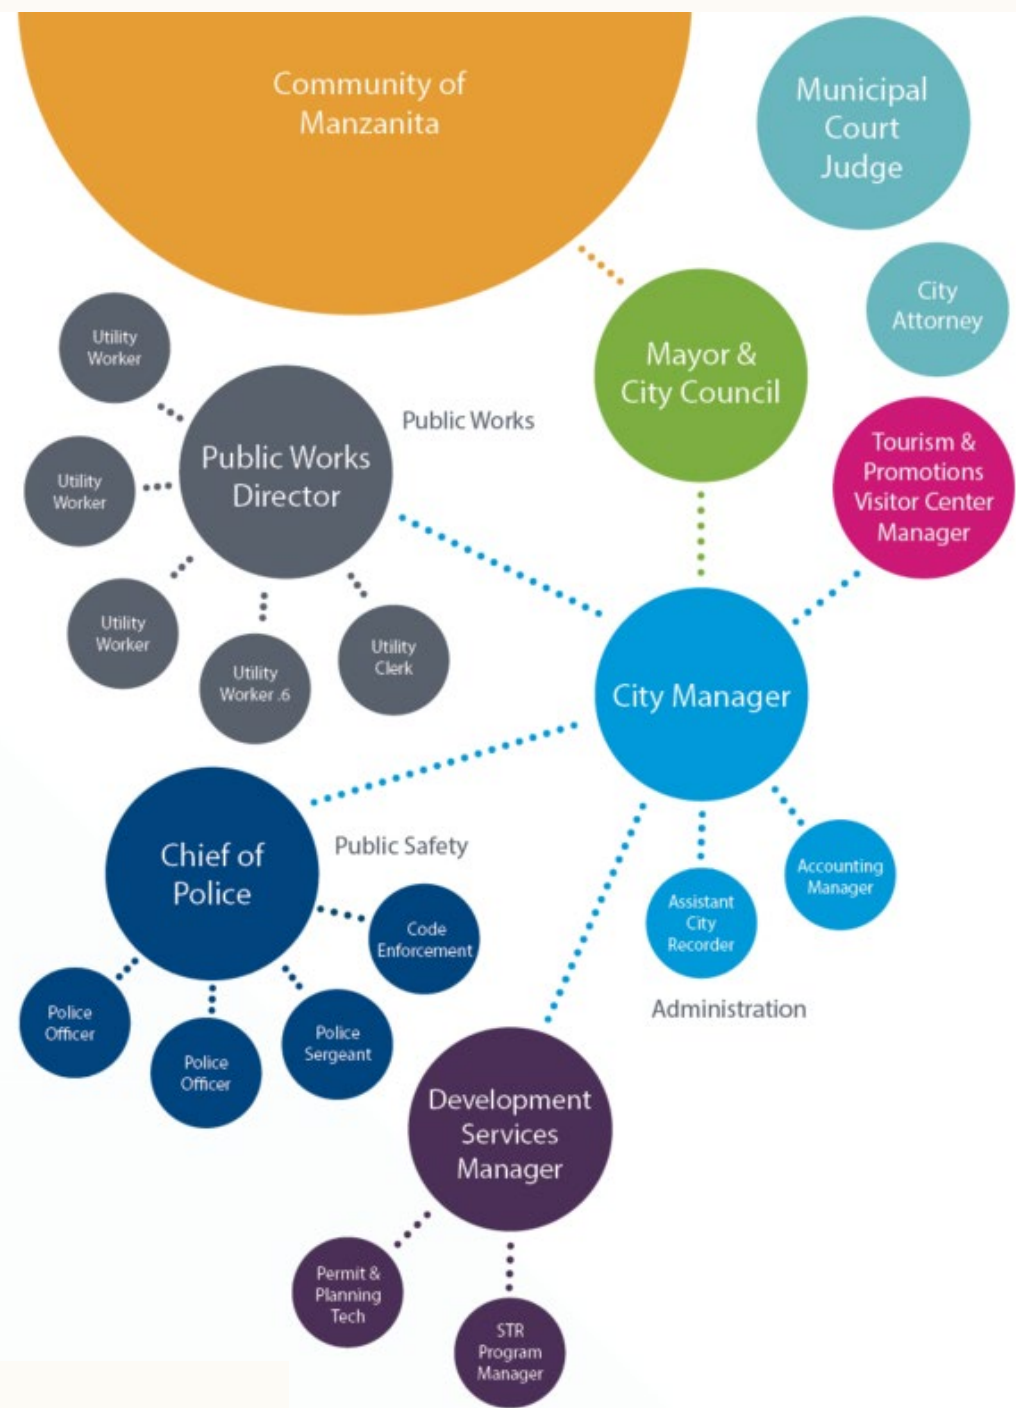 Community of
Manzanita
Municipal
Court
Judge
City
Attorney
Mayor &
City Council
Tourism &
Promotions
Visitor Center
Manager
Public Works
Public Works
Director
Utility
Worker
Utility
Worker
Utility
Worker
Utility
Worker .6
Utility
Clerk
City Manager
Public Safety
Chief of
Police
Code
Enforcement
Police
Officer
Police
Officer
Police
Sergeant
Accounting
Manager
Assistant
City
Recorder
Administration
Development
Services
Manager
Permit &
Planning
Tech
STR
Program
Manager